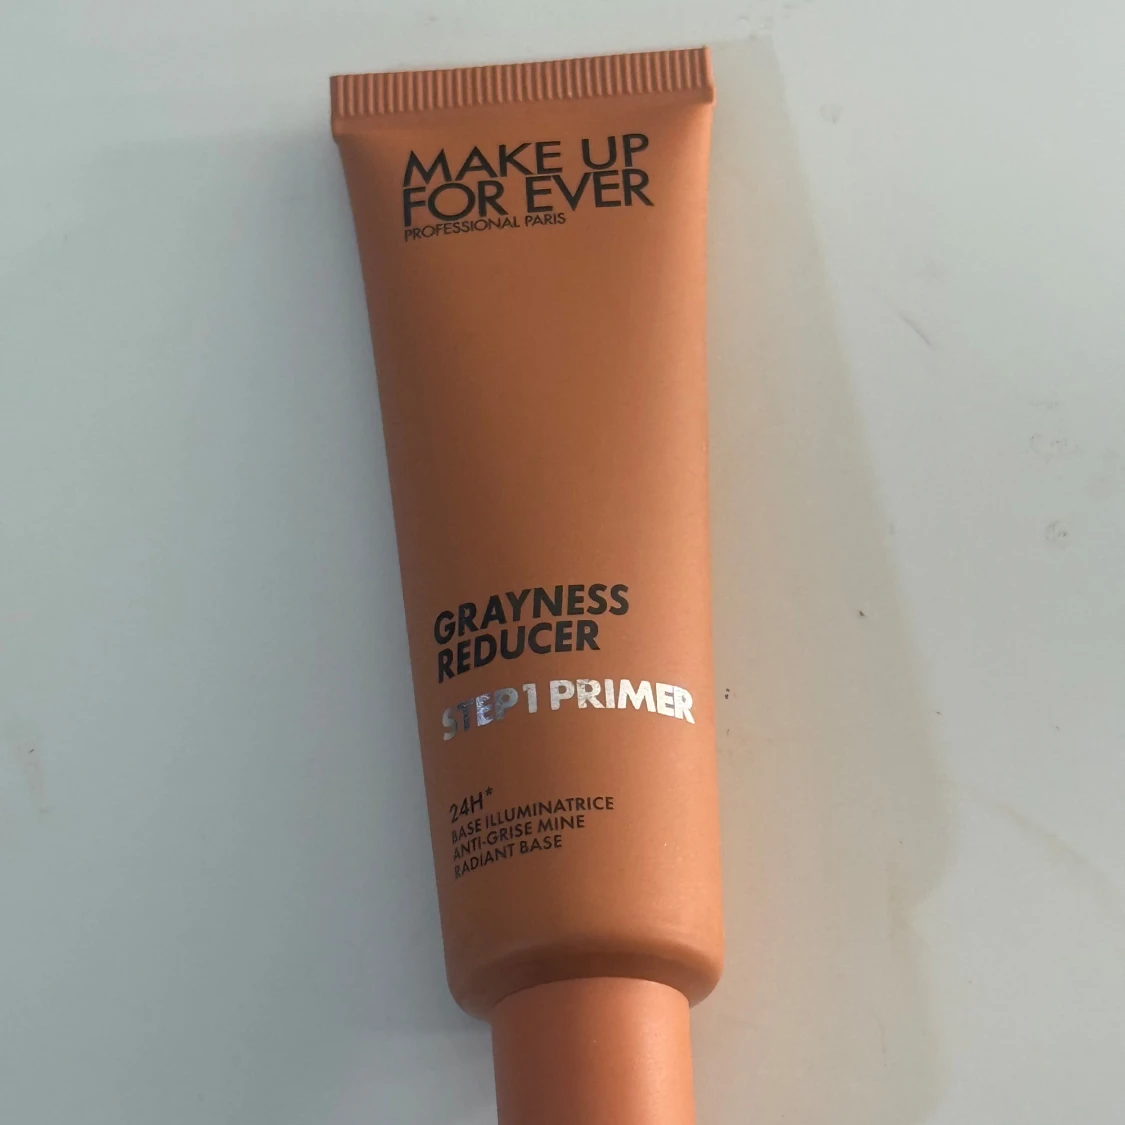 MAKE UP
FOR EVER
PROFESSIONAL PARIS
GRAYNESS
REDUCER
STEP 1 PRIMER
24H*
BASE ILLUMINATRICE
ANTI-GRISE MINE
RADIANT BASE